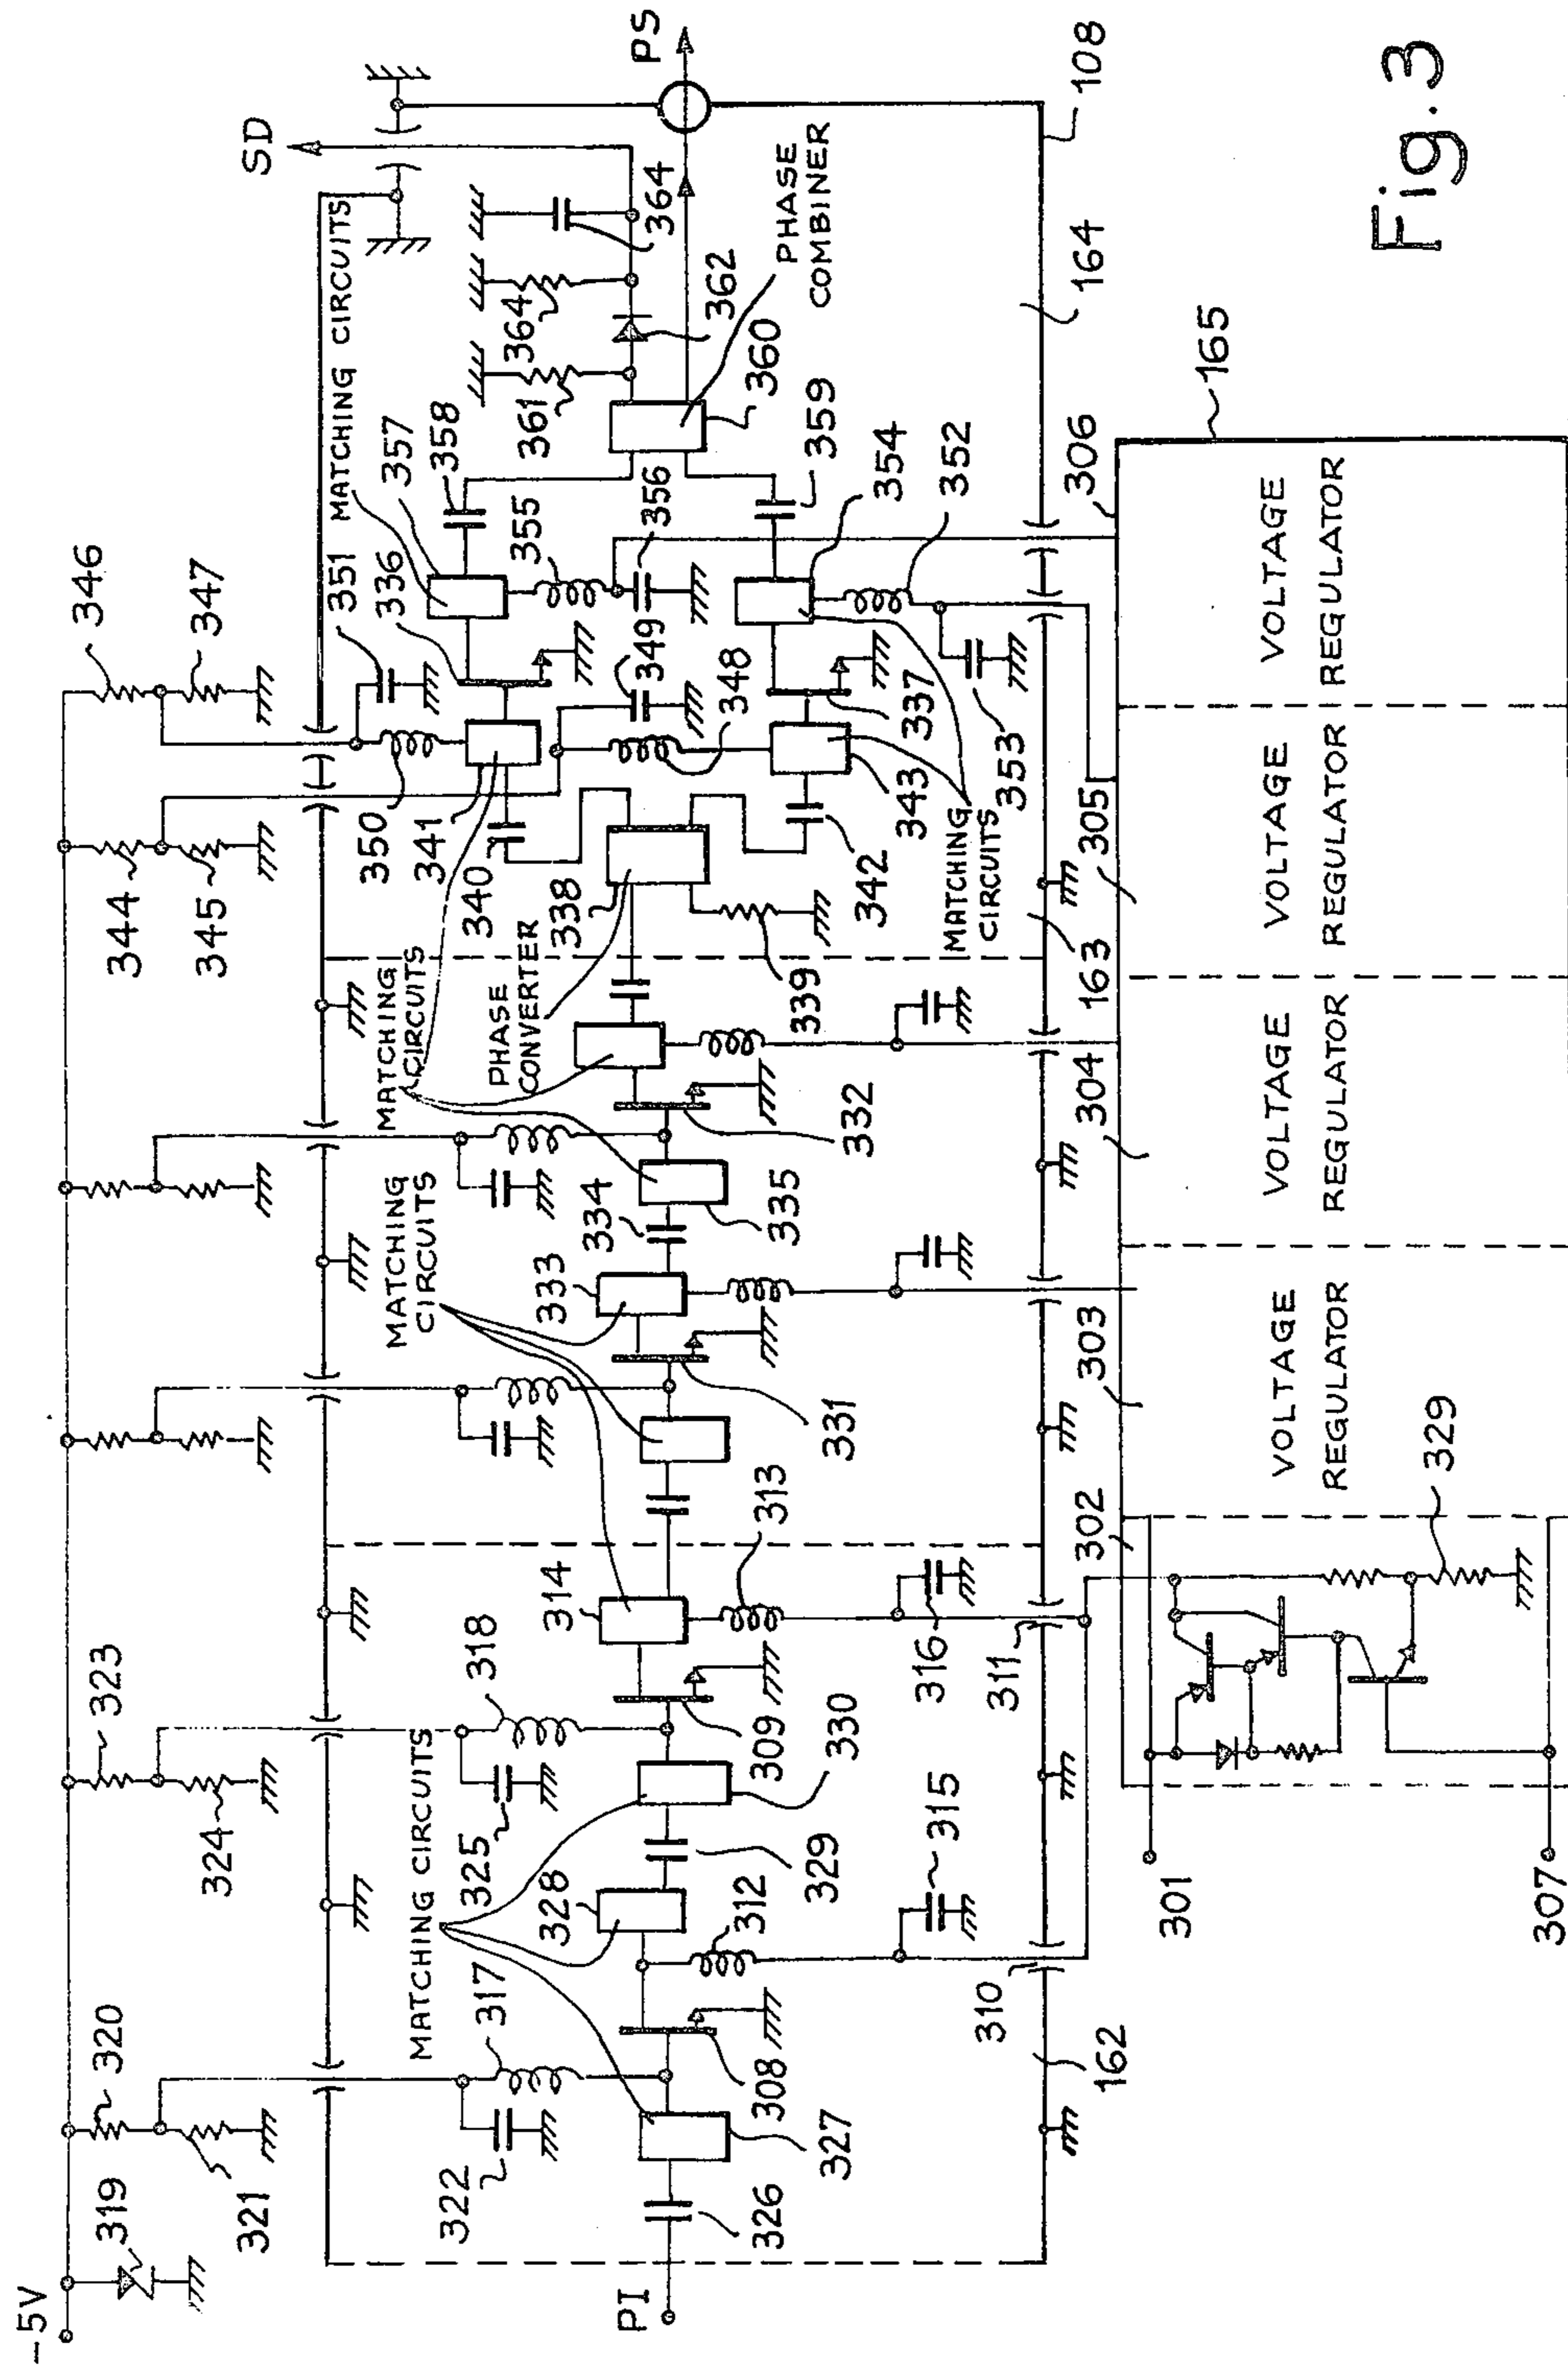 -5V
319
320
321
323
324
344
345
346
347
SD
PS
PI
322
317
325
318
MATCHING CIRCUITS
MATCHING
CIRCUITS
MATCHING
CIRCUITS
PHASE
CONVERTER
MATCHING CIRCUITS
350
341
340
338
351
336
357
358
355
356
349
348
361
364
364
362
PHASE
COMBINER
360
359
354
352
337
343
342
353
MATCHING
CIRCUITS
339
326
327
308
328
312
329
330
309
314
313
331
333
334
335
332
315
316
310
311
162
163
164
108
165
301
302
303
304
305
306
307
329
VOLTAGE
REGULATOR
VOLTAGE
REGULATOR
VOLTAGE
REGULATOR
VOLTAGE
REGULATOR
Fig.3